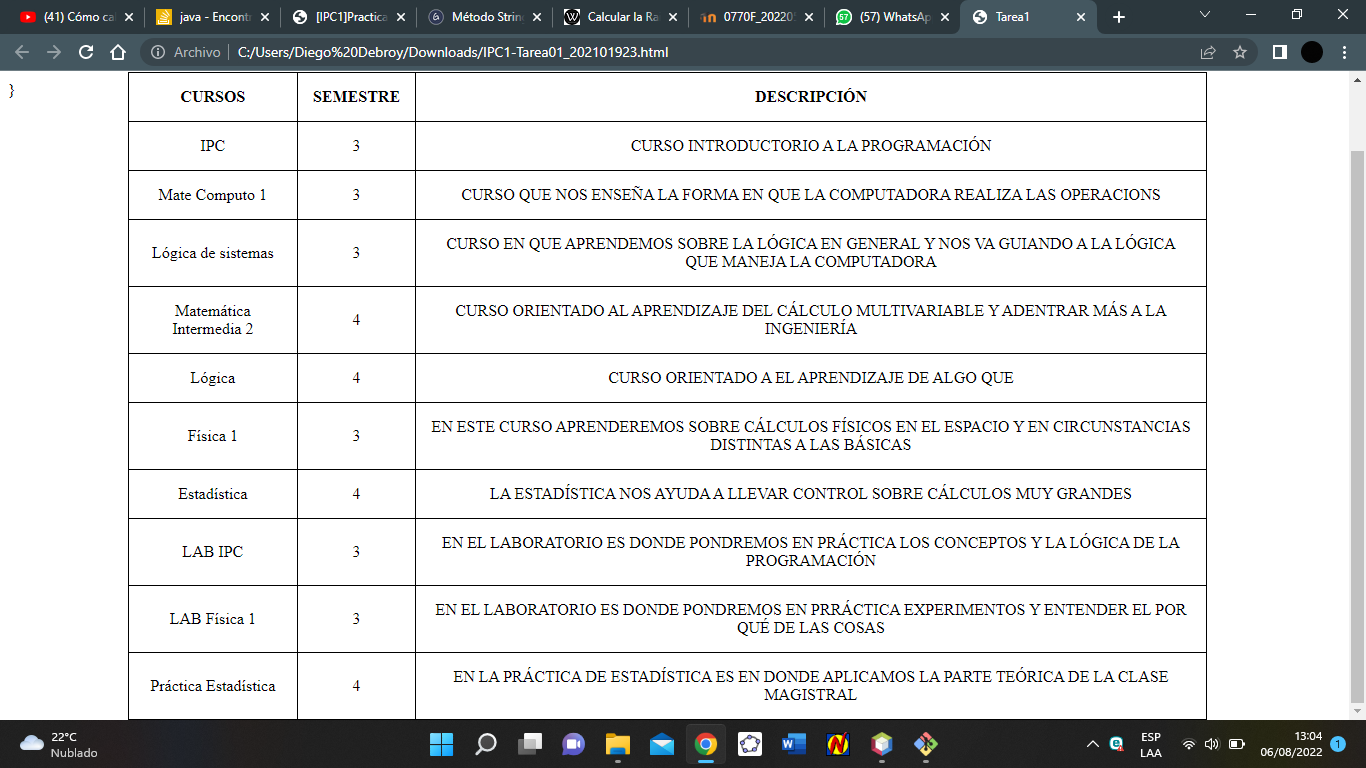 (41) Cómo cal
java - Encontr
[IPC1]Practica
Método String
Calcular la Ra
0770F_20220
(57) WhatsAp
Tarea1
Archivo
C:/Users/Diego%20Debroy/Downloads/IPC1-Tarea01_202101923.html
}
CURSOS SEMESTRE DESCRIPCIÓN
IPC 3 CURSO INTRODUCTORIO A LA PROGRAMACIÓN
Mate Computo 1 3 CURSO QUE NOS ENSEÑA LA FORMA EN QUE LA COMPUTADORA REALIZA LAS OPERACIONS
Lógica de sistemas 3 CURSO EN QUE APRENDEMOS SOBRE LA LÓGICA EN GENERAL Y NOS VA GUIANDO A LA LÓGICA
QUE MANEJA LA COMPUTADORA
Matemática
Intermedia 2
4
CURSO ORIENTADO AL APRENDIZAJE DEL CÁLCULO MULTIVARIABLE Y ADENTRAR MÁS A LA
INGENIERÍA
Lógica 4 CURSO ORIENTADO A EL APRENDIZAJE DE ALGO QUE
Física 1 3 EN ESTE CURSO APRENDEREMOS SOBRE CÁLCULOS FÍSICOS EN EL ESPACIO Y EN CIRCUNSTANCIAS
DISTINTAS A LAS BÁSICAS
Estadística 4 LA ESTADÍSTICA NOS AYUDA A LLEVAR CONTROL SOBRE CÁLCULOS MUY GRANDES
LAB IPC 3 EN EL LABORATORIO ES DONDE PONDREMOS EN PRÁCTICA LOS CONCEPTOS Y LA LÓGICA DE LA
PROGRAMACIÓN
LAB Física 1 3 EN EL LABORATORIO ES DONDE PONDREMOS EN PRRÁCTICA EXPERIMENTOS Y ENTENDER EL POR
QUÉ DE LAS COSAS
Práctica Estadística 4 EN LA PRÁCTICA DE ESTADÍSTICA ES EN DONDE APLICAMOS LA PARTE TEÓRICA DE LA CLASE
MAGISTRAL
22°C
Nublado
ESP
LAA
13:04
06/08/2022
1